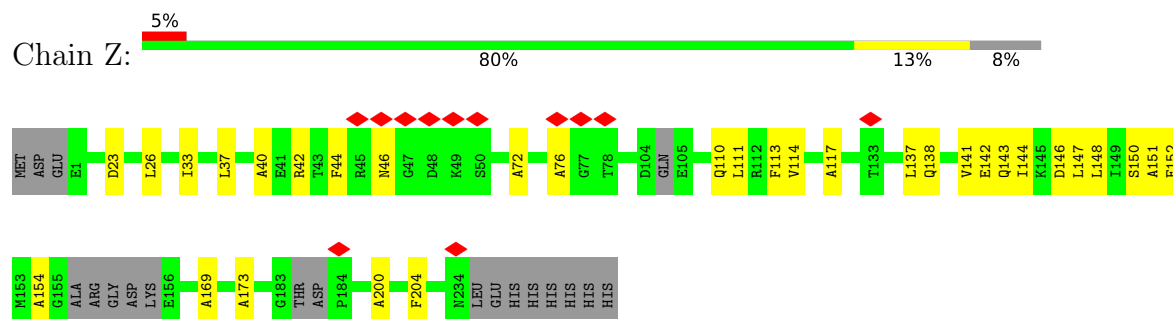 5%
Chain Z:
80% 13% 8%
MET ASP GLU E1 D23 L26 I33 L37 A40 E41 R42 T43 F44 R45 N46 G47 D48 K49 S50 A72 A76 G77 T78 D104 GLN E105 Q110 L111 R112 F113 V114 A117 T133 L137 Q138 V141 E142 Q143 I144 K145 D146 L147 L148 I149 S150 A151 E152
M153 A154 G155 ALA ARG GLY ASP LYS E156 A169 A173 G183 THR ASP P184 A200 F204 N234 LEU GLU HIS HIS HIS HIS HIS HIS